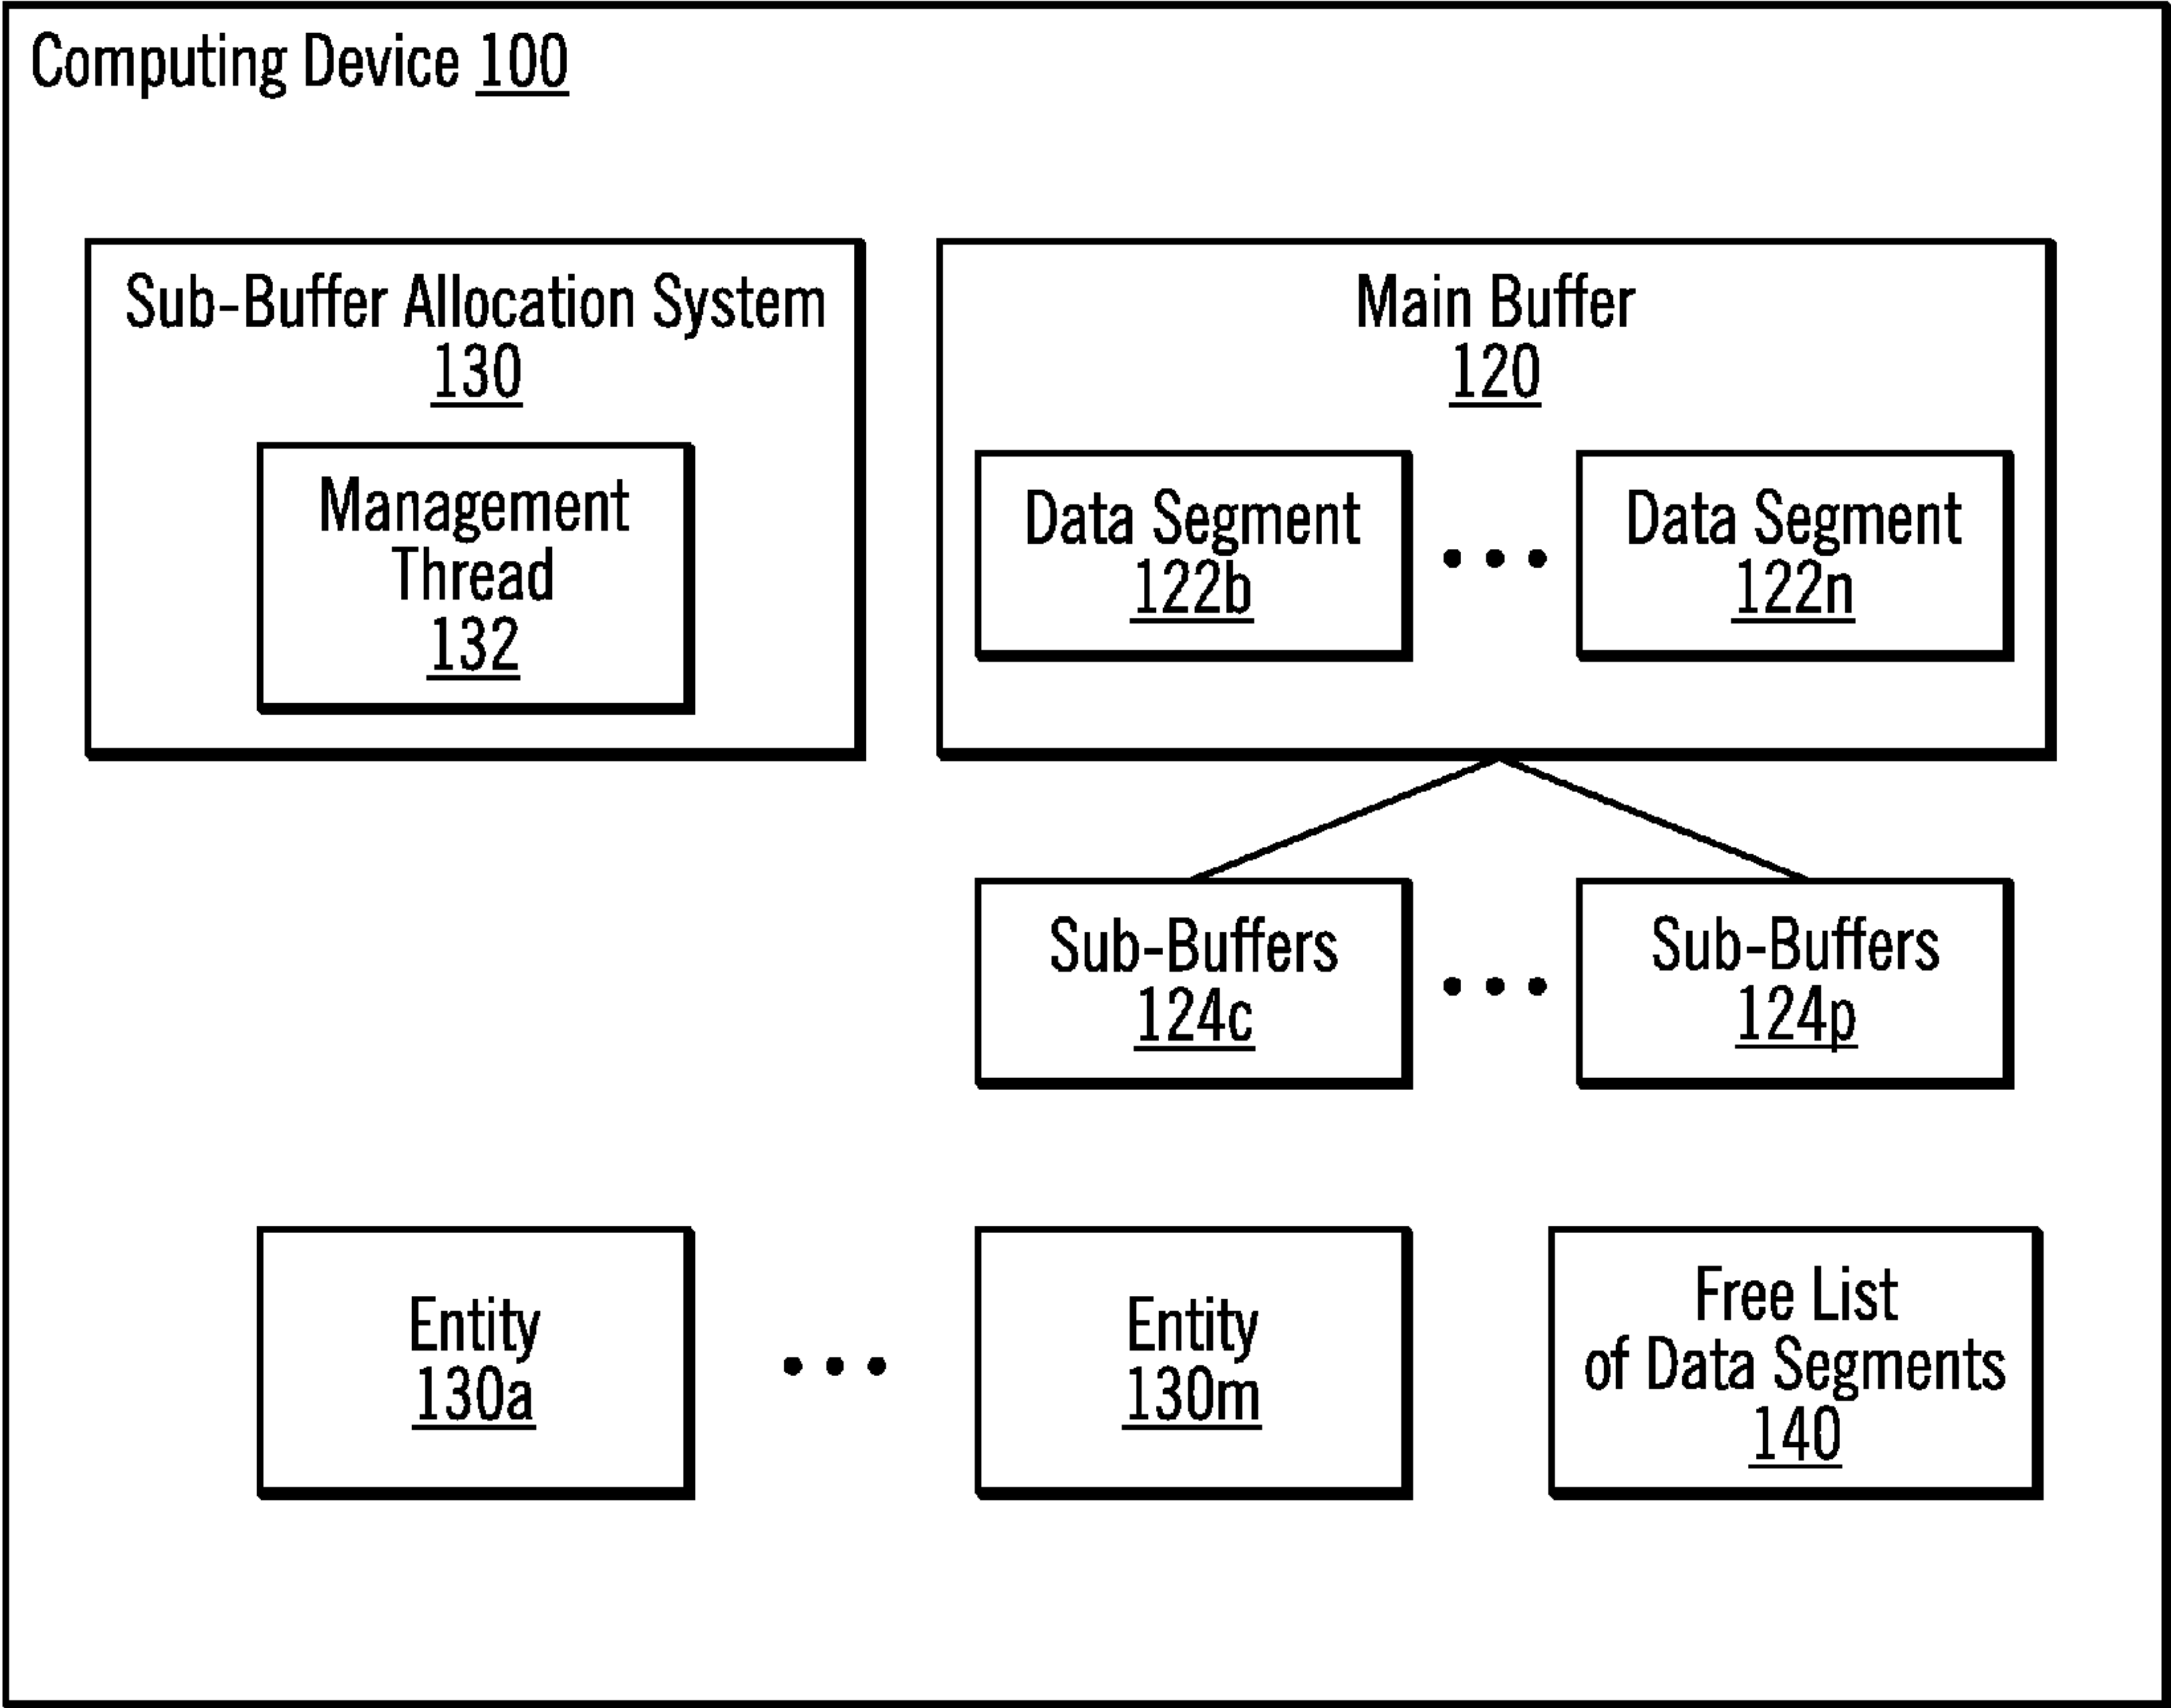 Computing Device 100
Sub-Buffer Allocation System
130
Management
Thread
132
Main Buffer
120
Data Segment
122b
Data Segment
122n
Sub-Buffers
124c
Sub-Buffers
124p
Entity
130a
Entity
130m
Free List
of Data Segments
140